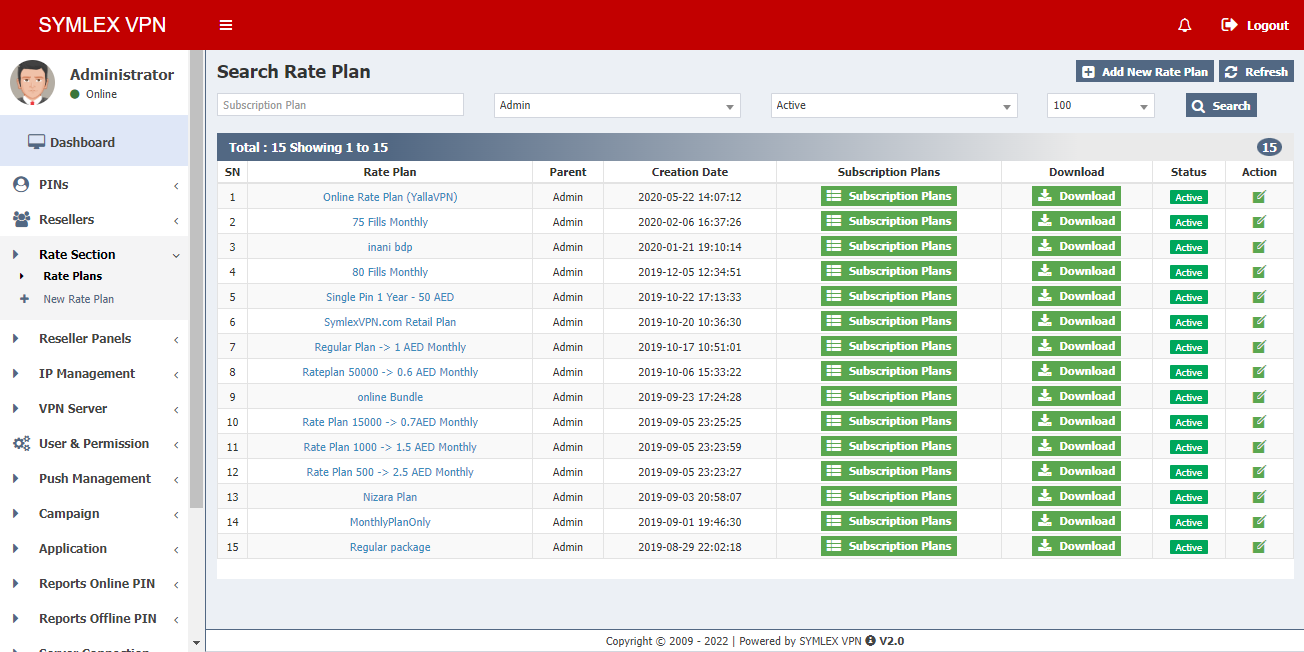 SYMLEX VPN
Logout
Administrator
Online
Dashboard
PINs
Resellers
Rate Section
Rate Plans
New Rate Plan
Reseller Panels
IP Management
VPN Server
User & Permission
Push Management
Campaign
Application
Reports Online PIN
Reports Offline PIN
Server Connection
Search Rate Plan
Add New Rate Plan Refresh
Subscription Plan Admin Active 100 Search
Total : 15 Showing 1 to 15 15
SN Rate Plan Parent Creation Date Subscription Plans Download Status Action
1 Online Rate Plan (YallaVPN) Admin 2020-05-22 14:07:12 Subscription Plans Download Active
2 75 Fills Monthly Admin 2020-02-06 16:37:26 Subscription Plans Download Active
3 inani bdp Admin 2020-01-21 19:10:14 Subscription Plans Download Active
4 80 Fills Monthly Admin 2019-12-05 12:34:51 Subscription Plans Download Active
5 Single Pin 1 Year - 50 AED Admin 2019-10-22 17:13:33 Subscription Plans Download Active
6 SymlexVPN.com Retail Plan Admin 2019-10-20 10:36:30 Subscription Plans Download Active
7 Regular Plan -> 1 AED Monthly Admin 2019-10-17 10:51:01 Subscription Plans Download Active
8 Rateplan 50000 -> 0.6 AED Monthly Admin 2019-10-06 15:33:22 Subscription Plans Download Active
9 online Bundle Admin 2019-09-23 17:24:28 Subscription Plans Download Active
10 Rate Plan 15000 -> 0.7AED Monthly Admin 2019-09-05 23:25:25 Subscription Plans Download Active
11 Rate Plan 1000 -> 1.5 AED Monthly Admin 2019-09-05 23:23:59 Subscription Plans Download Active
12 Rate Plan 500 -> 2.5 AED Monthly Admin 2019-09-05 23:23:27 Subscription Plans Download Active
13 Nizara Plan Admin 2019-09-03 20:58:07 Subscription Plans Download Active
14 MonthlyPlanOnly Admin 2019-09-01 19:46:30 Subscription Plans Download Active
15 Regular package Admin 2019-08-29 22:02:18 Subscription Plans Download Active
Copyright © 2009 - 2022 | Powered by SYMLEX VPN V2.0